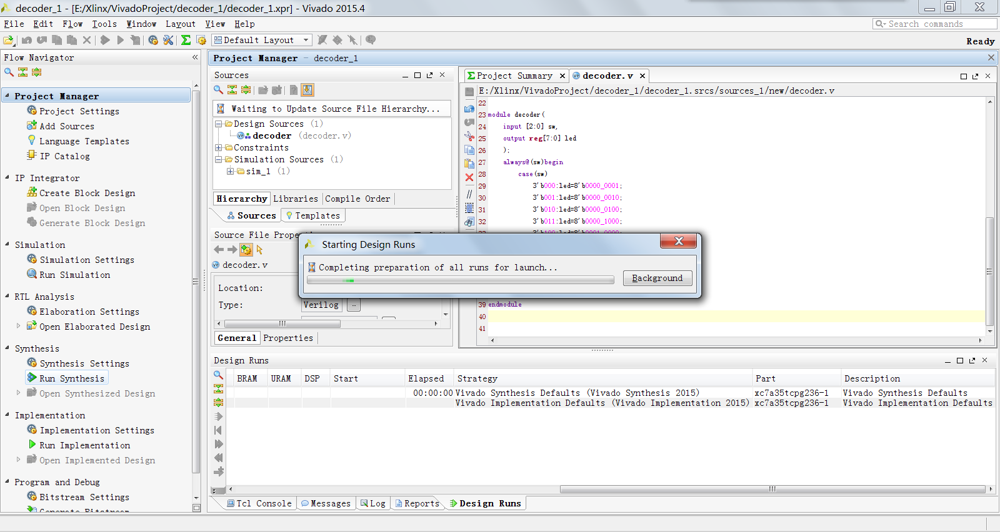 decoder_1 - [E:/Xlinx/VivadoProject/decoder_1/decoder_1.xpr] - Vivado 2015.4
File Edit Flow Tools Window Layout View Help
Search commands
Default Layout
Ready
Flow Navigator
Project Manager
Project Settings
Add Sources
Language Templates
IP Catalog
IP Integrator
Create Block Design
Open Block Design
Generate Block Design
Simulation
Simulation Settings
Run Simulation
RTL Analysis
Elaboration Settings
Open Elaborated Design
Synthesis
Synthesis Settings
Run Synthesis
Open Synthesized Design
Implementation
Implementation Settings
Run Implementation
Open Implemented Design
Program and Debug
Bitstream Settings
Generate Bitstream
Project Manager - decoder_1
Sources
Waiting to Update Source File Hierarchy...
Design Sources (1)
decoder (decoder.v)
Constraints
Simulation Sources (1)
sim_1 (1)
Hierarchy Libraries Compile Order
Sources Templates
Source File Prope
decoder.v
Location:
Type: Verilog ...
General Properties
Project Summary decoder.v
E:/Xlinx/VivadoProject/decoder_1/decoder_1.srcs/sources_1/new/decoder.v
22
23 module decoder(
24 input [2:0] sw,
25 output reg[7:0] led
26 );
27 always@(sw)begin
28 case(sw)
29 3'b000:led=8'b0000_0001;
30 3'b001:led=8'b0000_0010;
31 3'b010:led=8'b0000_0100;
32 3'b011:led=8'b0000_1000;
33 3'b100:led=8'b0001_0000;
39 endmodule
40
41
Starting Design Runs
Completing preparation of all runs for launch...
Background
Design Runs
BRAM URAM DSP Start Elapsed Strategy Part Description
00:00:00 Vivado Synthesis Defaults (Vivado Synthesis 2015) xc7a35tcpg236-1 Vivado Synthesis Defaults
Vivado Implementation Defaults (Vivado Implementation 2015) xc7a35tcpg236-1 Vivado Implementation Defaults
Tcl Console Messages Log Reports Design Runs